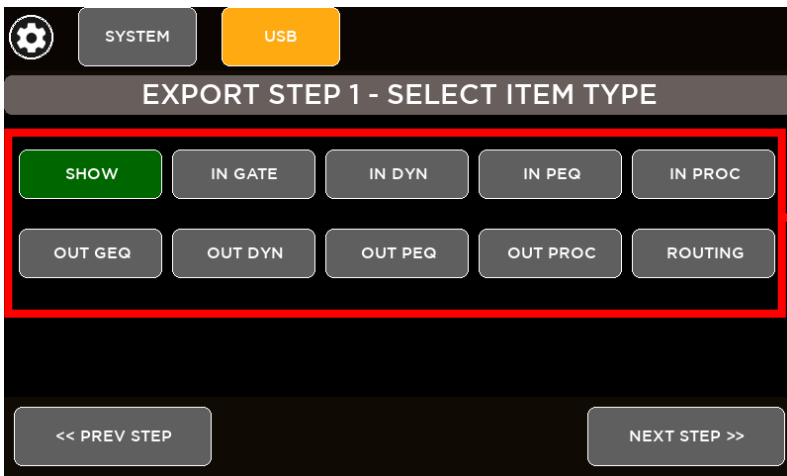 SYSTEM USB
EXPORT STEP 1 - SELECT ITEM TYPE
SHOW IN GATE IN DYN IN PEQ IN PROC
OUT GEQ OUT DYN OUT PEQ OUT PROC ROUTING
<< PREV STEP NEXT STEP >>